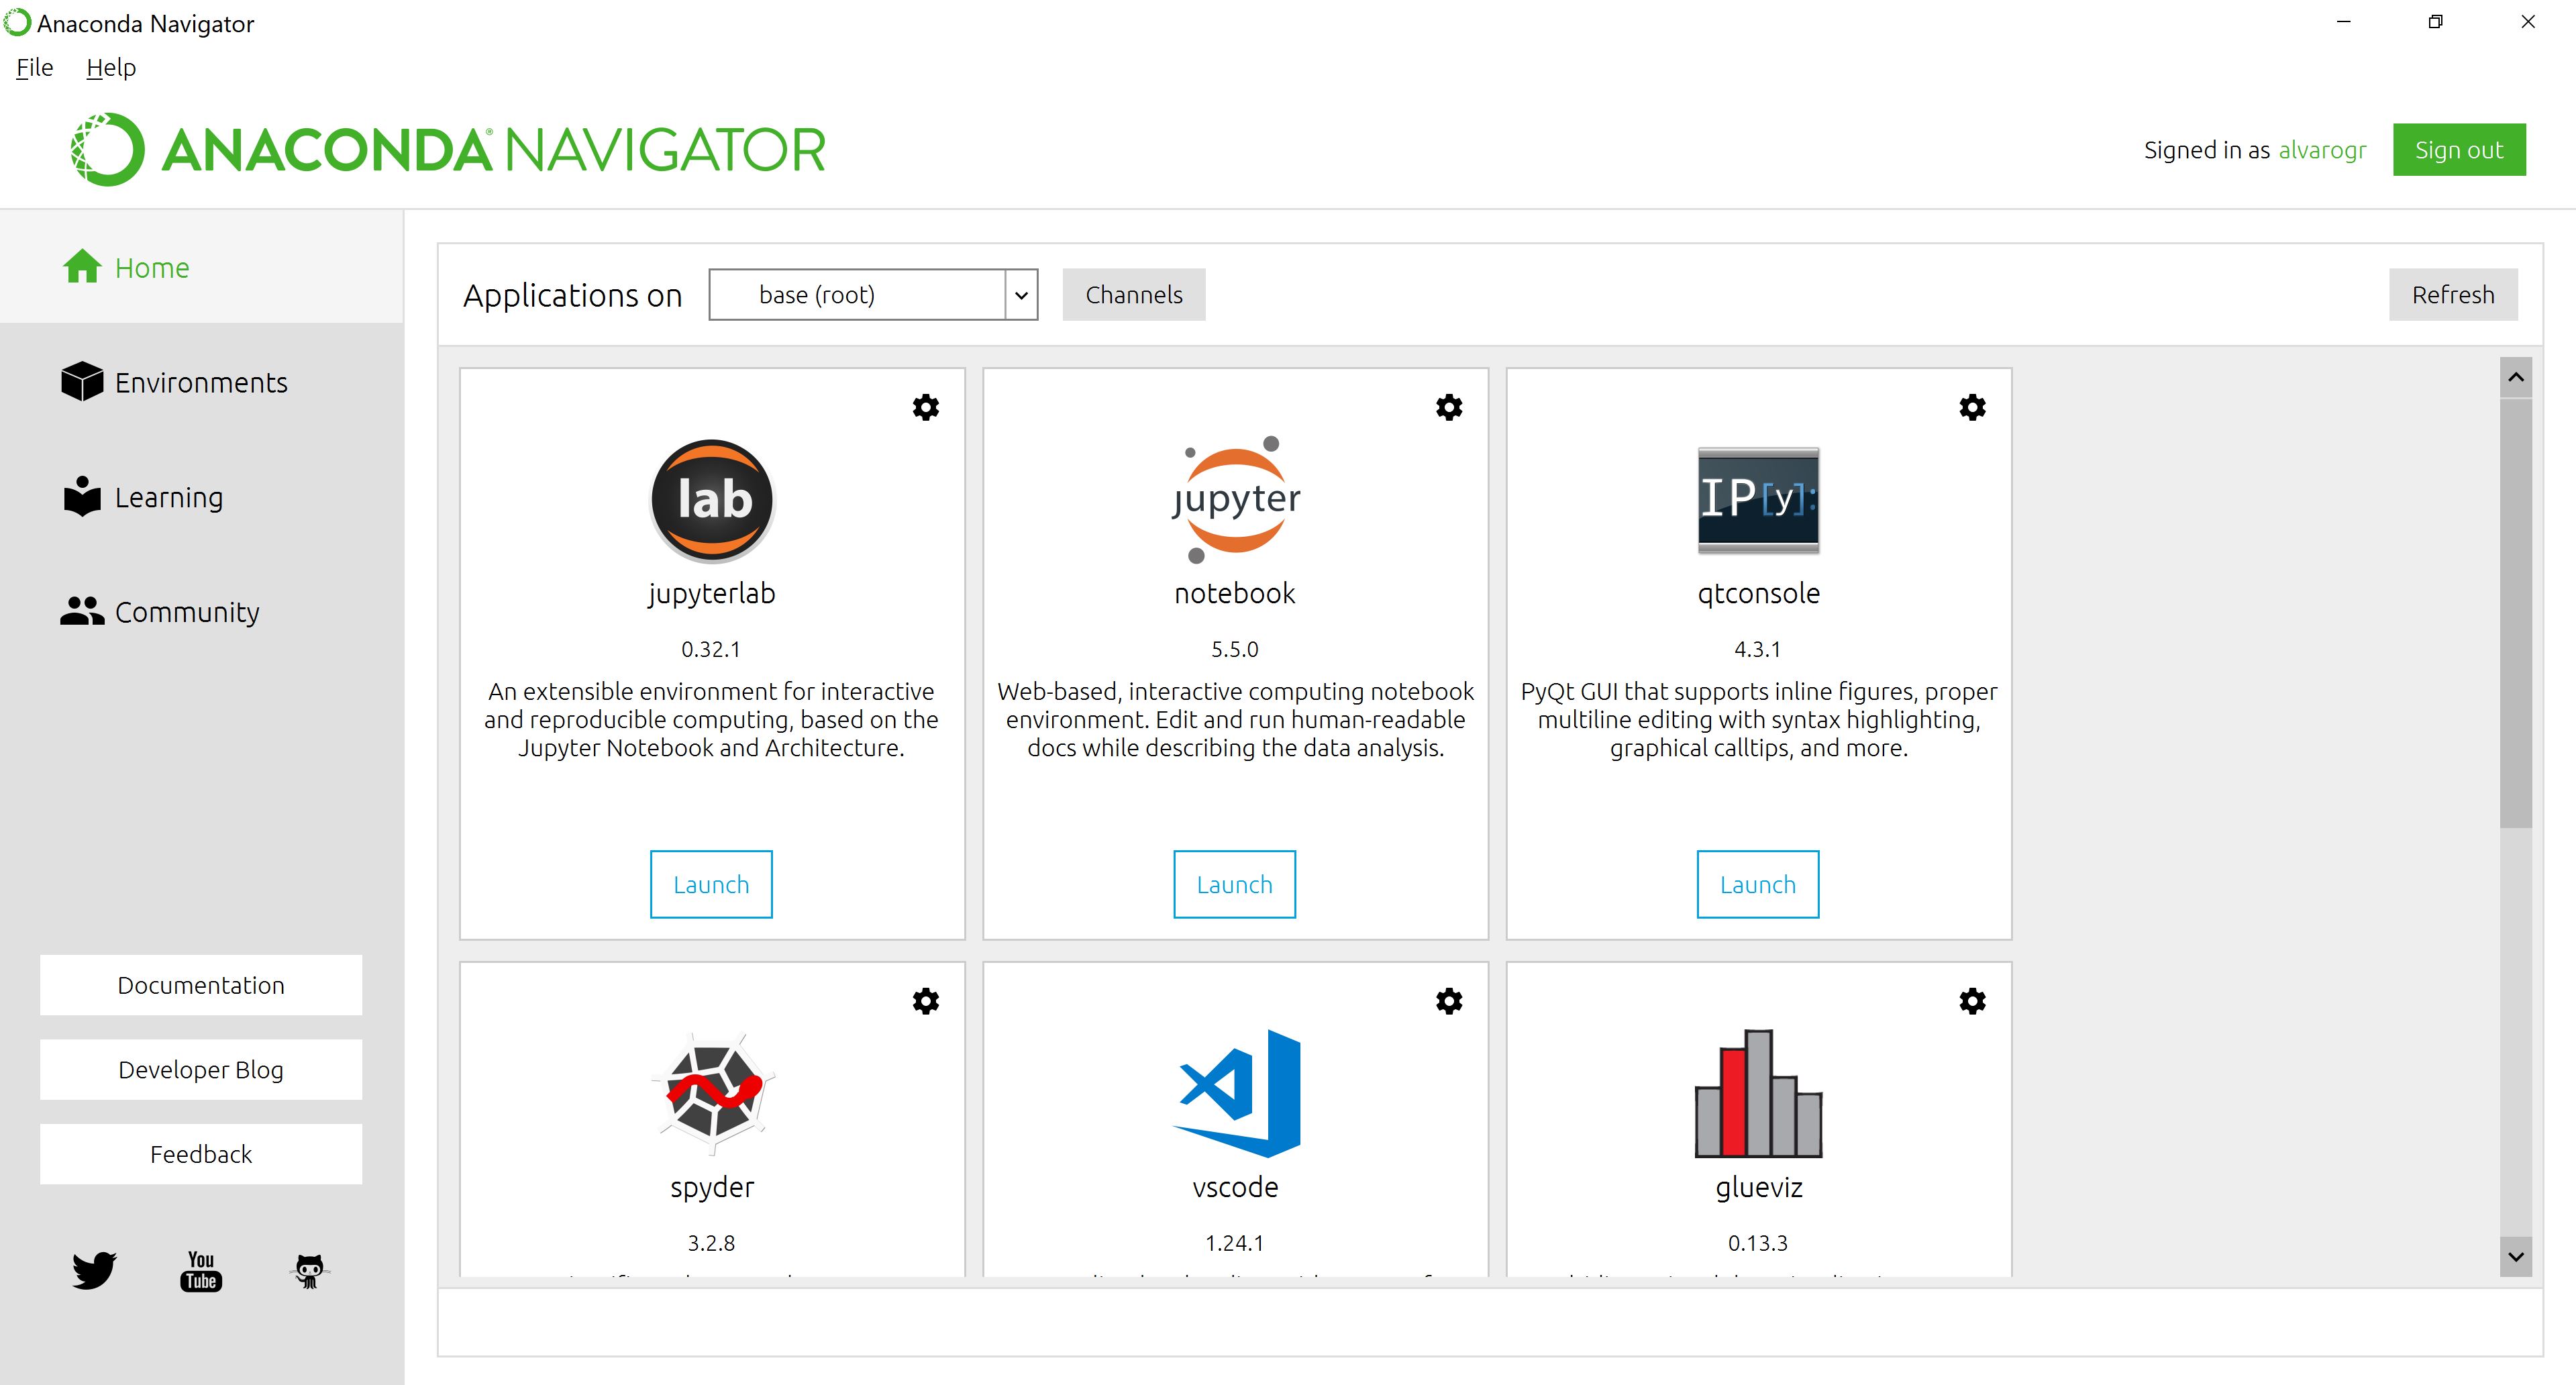 Anaconda Navigator
File Help
ANACONDA® NAVIGATOR
Signed in as alvarogr Sign out
Home
Environments
Learning
Community
Documentation
Developer Blog
Feedback
You
Tube
Applications on base (root) Channels Refresh
lab
jupyterlab
0.32.1
An extensible environment for interactive
and reproducible computing, based on the
Jupyter Notebook and Architecture.
Launch
jupyter
notebook
5.5.0
Web-based, interactive computing notebook
environment. Edit and run human-readable
docs while describing the data analysis.
Launch
IP[y]:
qtconsole
4.3.1
PyQt GUI that supports inline figures, proper
multiline editing with syntax highlighting,
graphical calltips, and more.
Launch
spyder
3.2.8
vscode
1.24.1
glueviz
0.13.3